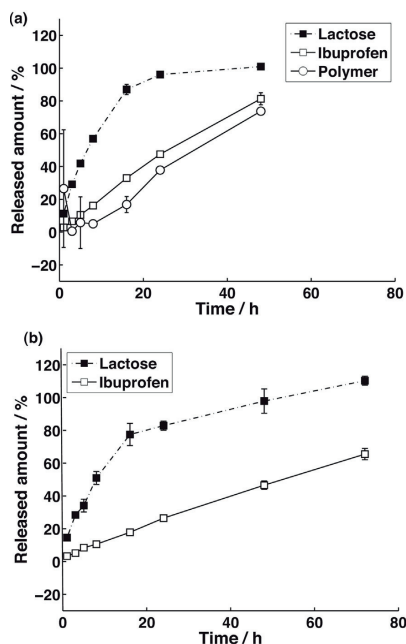 (a)
Released amount / %
120
100
80
60
40
20
0
−20
Lactose
Ibuprofen
Polymer
0 20 40 60 80
Time / h
(b)
Released amount / %
120
100
80
60
40
20
0
−20
Lactose
Ibuprofen
0 20 40 60 80
Time / h